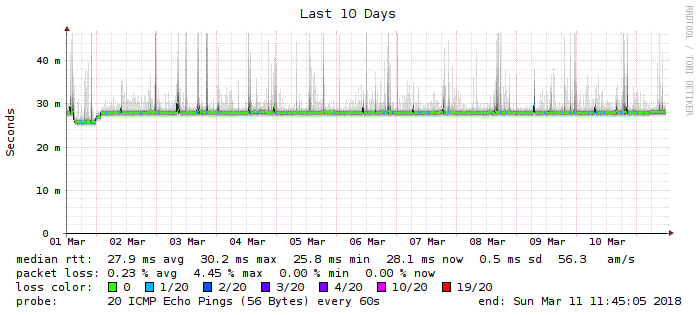 Last 10 Days
RRDTOOL / TOBI OETIKER
Seconds
40 m
30 m
20 m
10 m
0
01 Mar 02 Mar 03 Mar 04 Mar 05 Mar 06 Mar 07 Mar 08 Mar 09 Mar 10 Mar
median rtt: 27.9 ms avg 30.2 ms max 25.8 ms min 28.1 ms now 0.5 ms sd 56.3 am/s
packet loss: 0.23 % avg 4.45 % max 0.00 % min 0.00 % now
loss color: 0 1/20 2/20 3/20 4/20 10/20 19/20
probe: 20 ICMP Echo Pings (56 Bytes) every 60s end: Sun Mar 11 11:45:05 2018